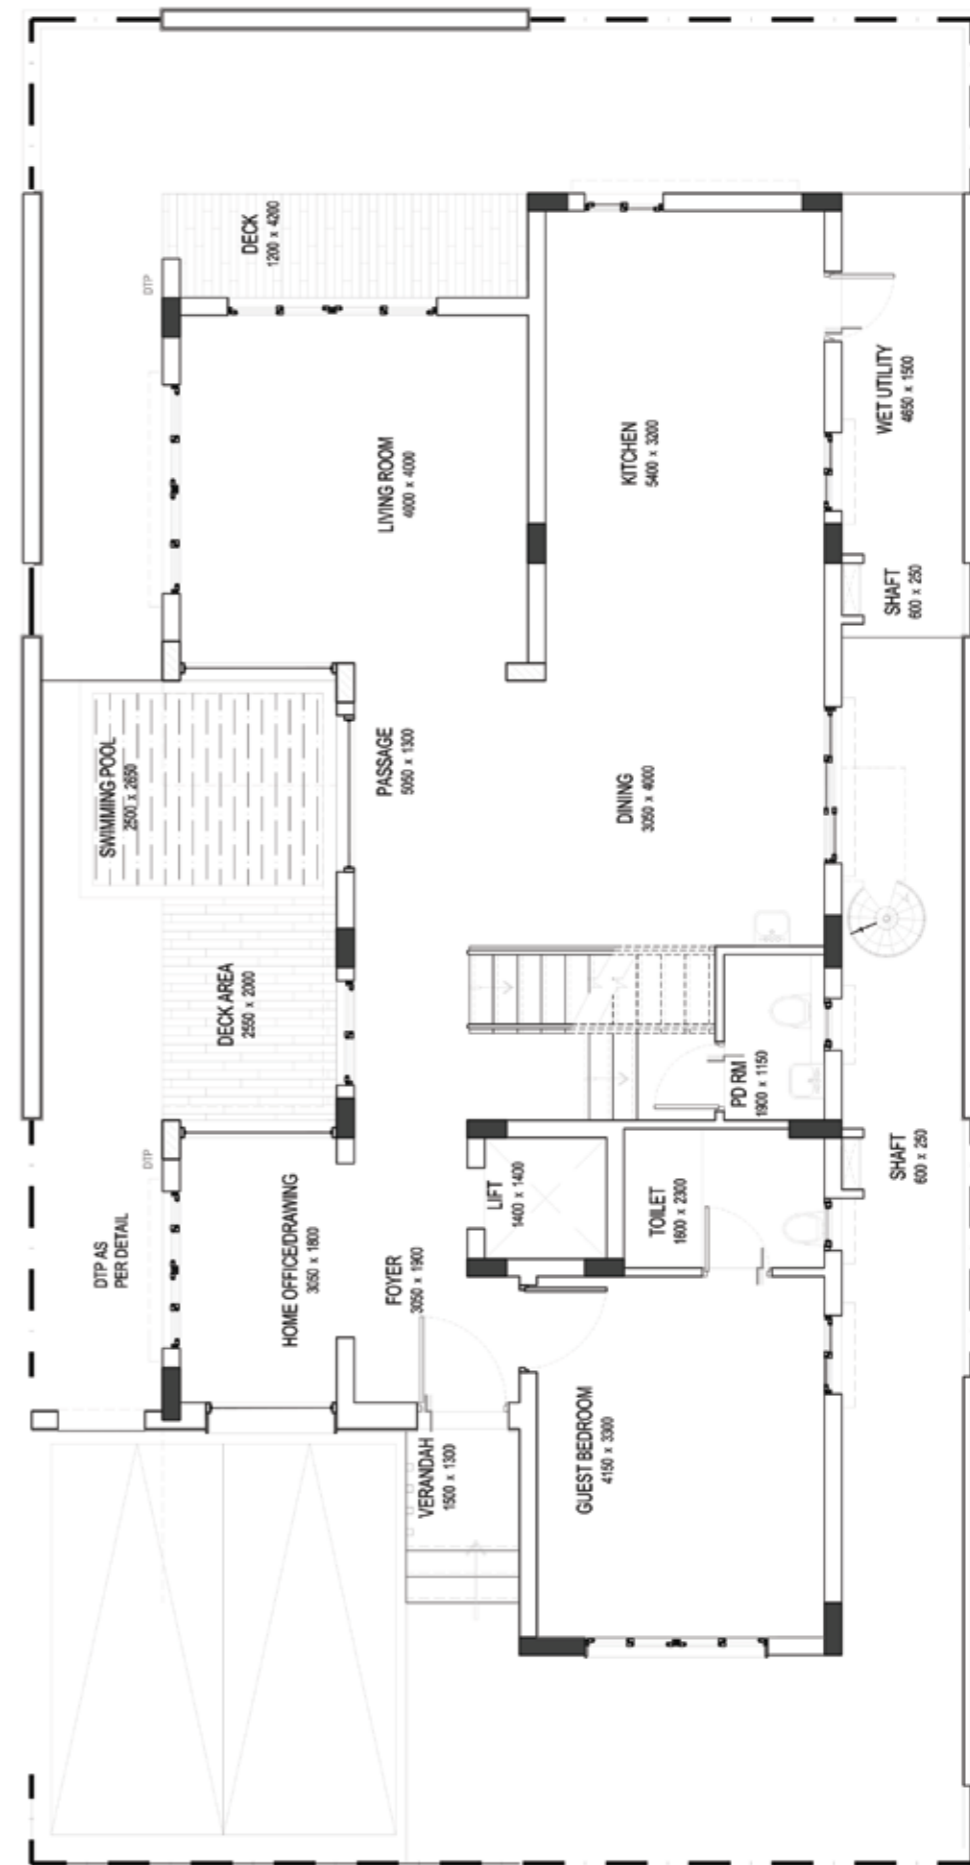 DECK
1200 x 4200
DTP
LIVING ROOM
4000 x 4000
KITCHEN
5400 x 3200
WET UTILITY
4650 x 1500
SHAFT
600 x 250
SWIMMING POOL
2500 x 2650
PASSAGE
5050 x 1300
DINING
3050 x 4000
DECK AREA
2550 x 2000
PD RM
1900 x 1150
DTP
SHAFT
600 x 250
LIFT
1400 x 1400
TOILET
1600 x 2300
DTP AS
PER DETAIL
HOME OFFICE/DRAWING
3050 x 1800
FOYER
3050 x 1900
VERANDAH
1500 x 1300
GUEST BEDROOM
4150 x 3300